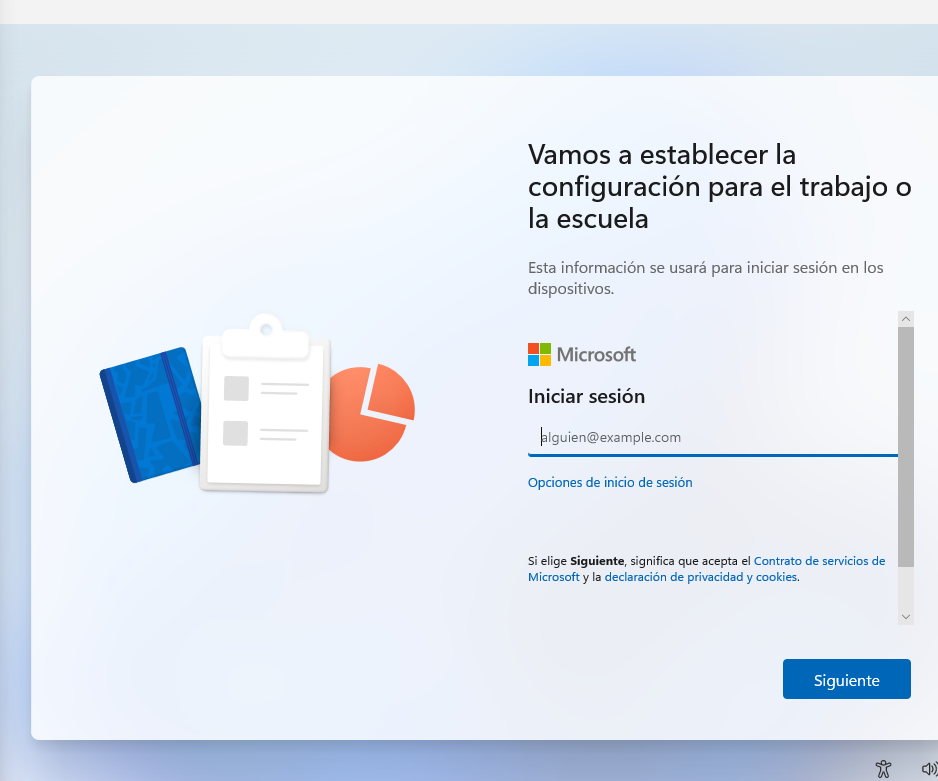 Vamos a establecer la
configuración para el trabajo o
la escuela
Esta información se usará para iniciar sesión en los
dispositivos.
Microsoft
Iniciar sesión
alguien@example.com
Opciones de inicio de sesión
Si elige Siguiente, significa que acepta el Contrato de servicios de
Microsoft y la declaración de privacidad y cookies.
Siguiente